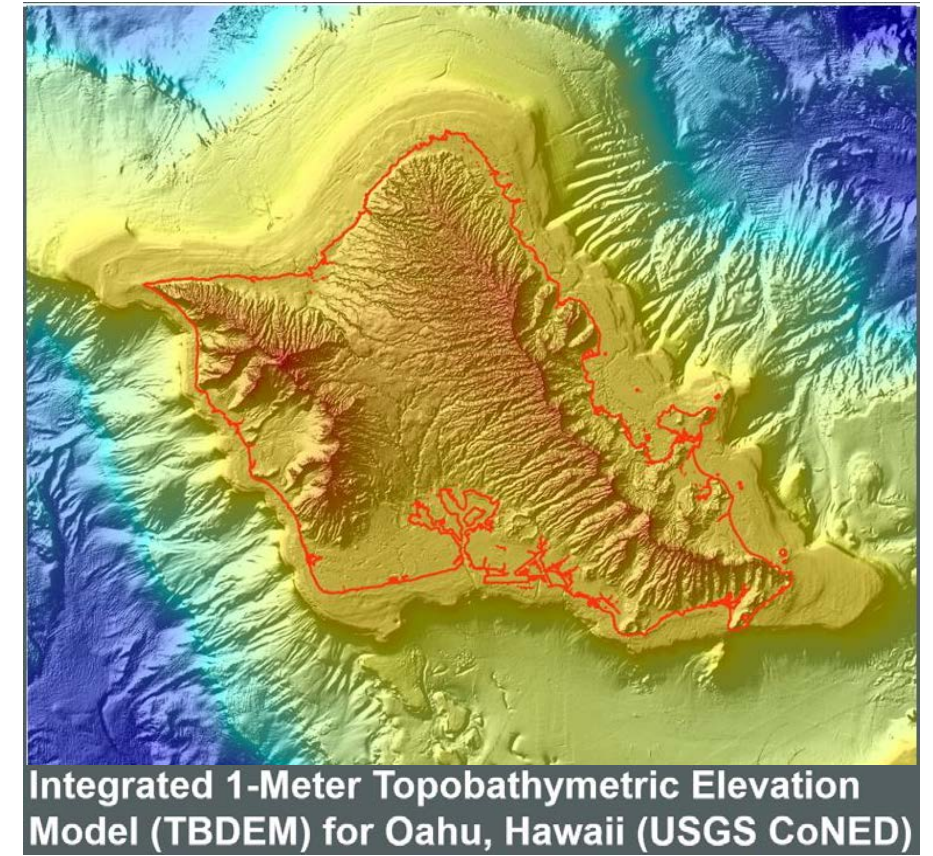 Integrated 1-Meter Topobathymetric Elevation
Model (TBDEM) for Oahu, Hawaii (USGS CoNED)